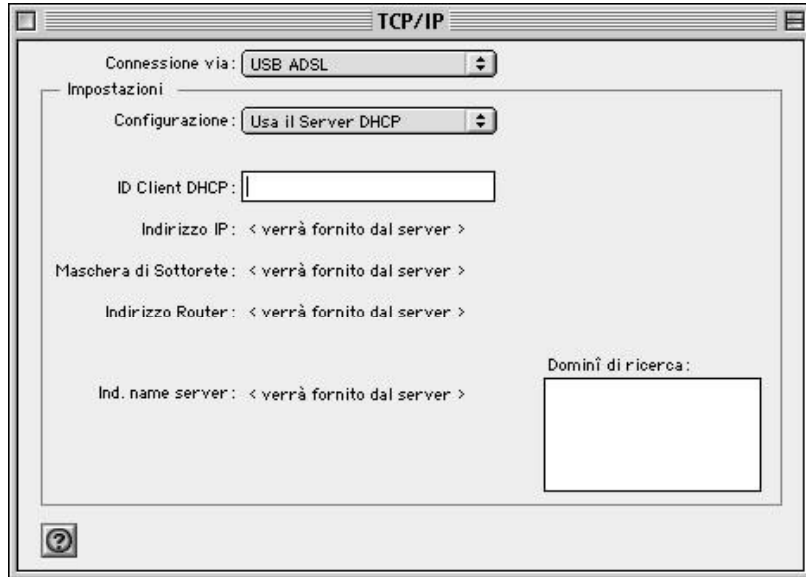 TCP/IP
Connessione via: USB ADSL
Impostazioni
Configurazione: Usa il Server DHCP
ID Client DHCP:
Indirizzo IP: < verrà fornito dal server >
Maschera di Sottorete: < verrà fornito dal server >
Indirizzo Router: < verrà fornito dal server >
Dominî di ricerca:
Ind. name server: < verrà fornito dal server >
?